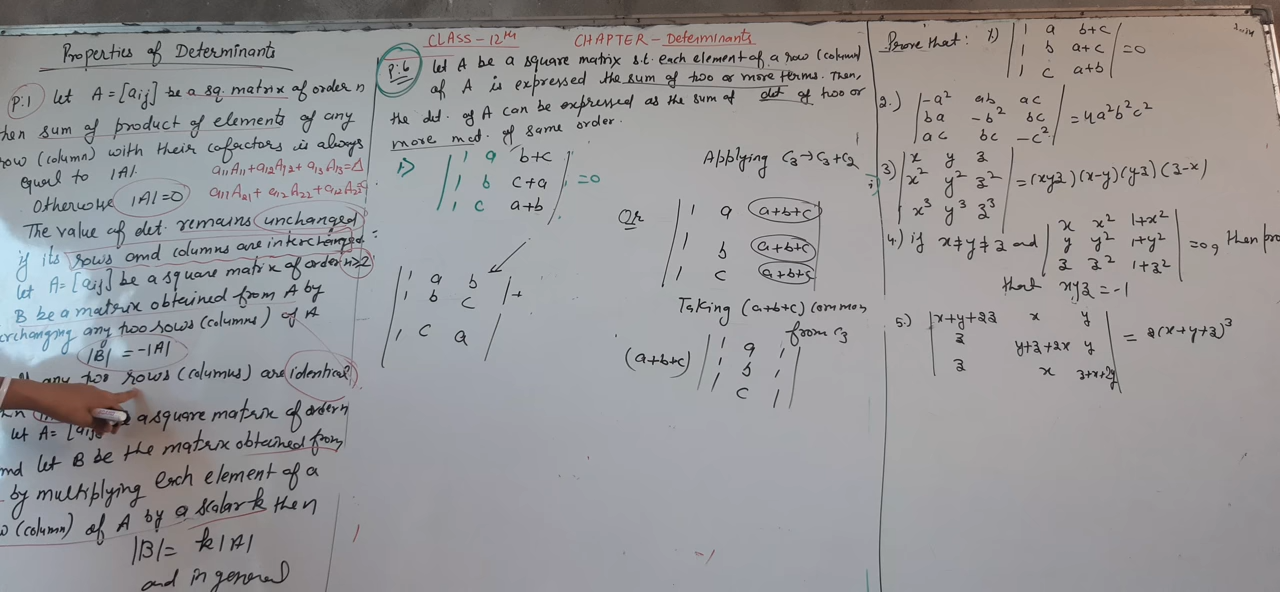 Properties of Determinants
P:1 let A = [aij] be a sq. matrix of order n
then sum of product of elements of any
row (column) with their cofactors is always
equal to |A|.
a11A11+a12A12+a13A13=Δ
Otherwise |A|=0
The value of det. remains unchanged
if its rows and columns are interchanged.
let A=[aij] be a square matrix of order n≥2
B be a matrix obtained from A by
any two rows (columns) of A
|B| = -|A|
any two rows (columns) are identical
be a square matrix of order n
let A= [aij]
and let B be the matrix obtained from
by multiplying each element of a
(column) of A by a scalar k then
|B|= k|A|
and in general
CLASS-12TH CHAPTER-Determinants
P:6 let A be a square matrix s.t. each element of a row (column)
of A is expressed the sum of two or more terms. Then,
the det. of A can be expressed as the sum of det of two or
more mat. of same order.
1) | 1 a b+c |
| 1 b c+a | =0
| 1 c a+b |
| 1 a b |
| 1 b c | +
| 1 c a |
Applying C3→C3+C2
Or | 1 a a+b+c |
| 1 b a+b+c |
| 1 c a+b+c |
Taking (a+b+c) common
from C3
(a+b+c) | 1 a 1 |
| 1 b 1 |
| 1 c 1 |
Prove that: 1) | 1 a b+c |
| 1 b a+c | =0
| 1 c a+b |
2.) | -a² ab ac |
| ba -b² bc | =4a²b²c²
| ac bc -c² |
3) | x y z |
| x² y² z² | =(xyz)(x-y)(y-z)(z-x)
| x³ y³ z³ |
4.) if x≠y≠z and | x x² 1+x² |
| y y² 1+y² | =0, then
| z z² 1+z² |
that xyz = -1
5.) | x+y+2z x y |
| z y+z+2x y | = 2(x+y+z)³
| z x z+x+2y |